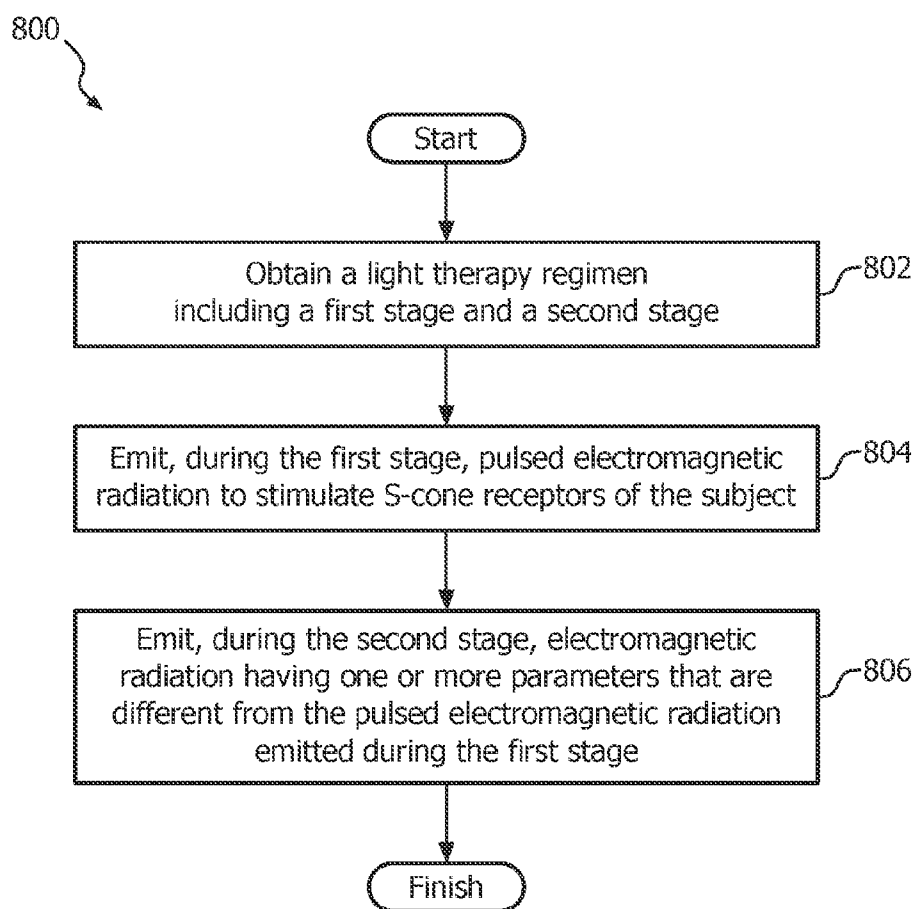 800
Start
Obtain a light therapy regimen
including a first stage and a second stage
802
Emit, during the first stage, pulsed electromagnetic
radiation to stimulate S-cone receptors of the subject
804
Emit, during the second stage, electromagnetic
radiation having one or more parameters that are
different from the pulsed electromagnetic radiation
emitted during the first stage
806
Finish